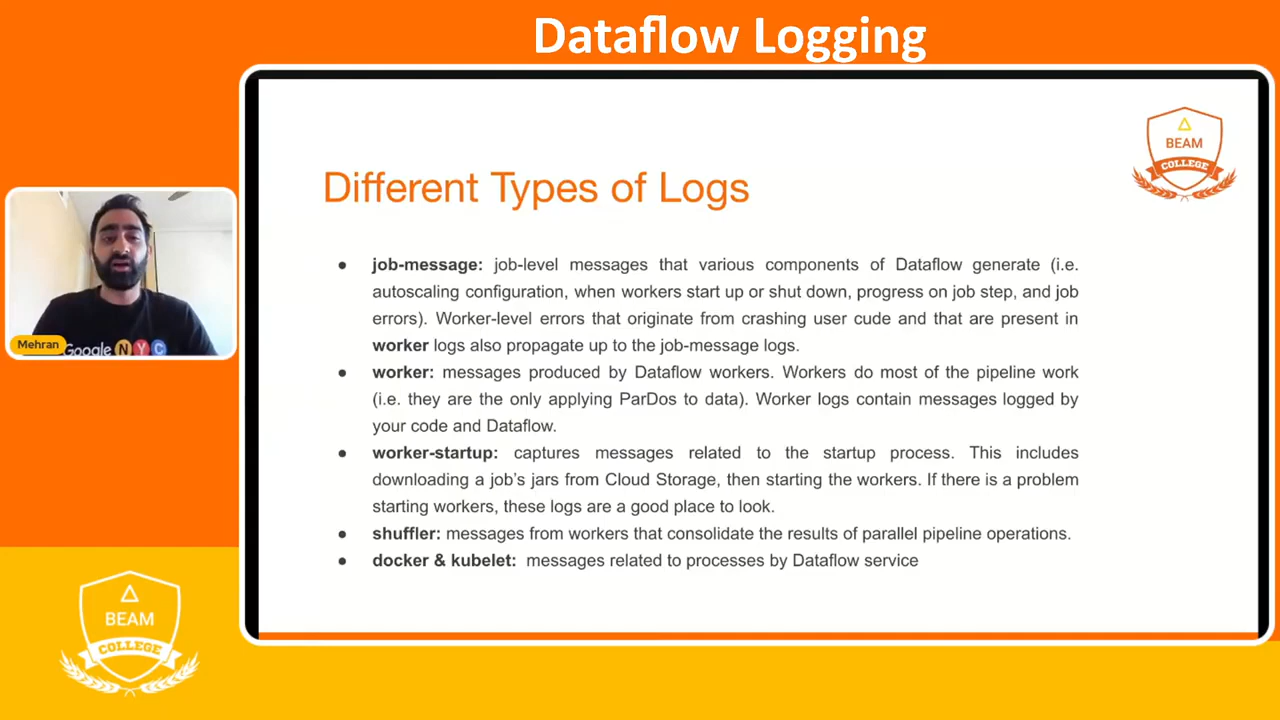 Dataflow Logging
BEAM
COLLEGE
Different Types of Logs
● job-message: job-level messages that various components of Dataflow generate (i.e.
autoscaling configuration, when workers start up or shut down, progress on job step, and job
errors). Worker-level errors that originate from crashing user cude and that are present in
worker logs also propagate up to the job-message logs.
● worker: messages produced by Dataflow workers. Workers do most of the pipeline work
(i.e. they are the only applying ParDos to data). Worker logs contain messages logged by
your code and Dataflow.
● worker-startup: captures messages related to the startup process. This includes
downloading a job's jars from Cloud Storage, then starting the workers. If there is a problem
starting workers, these logs are a good place to look.
● shuffler: messages from workers that consolidate the results of parallel pipeline operations.
● docker & kubelet: messages related to processes by Dataflow service
Mehran
Google NYC
BEAM
COLLEGE